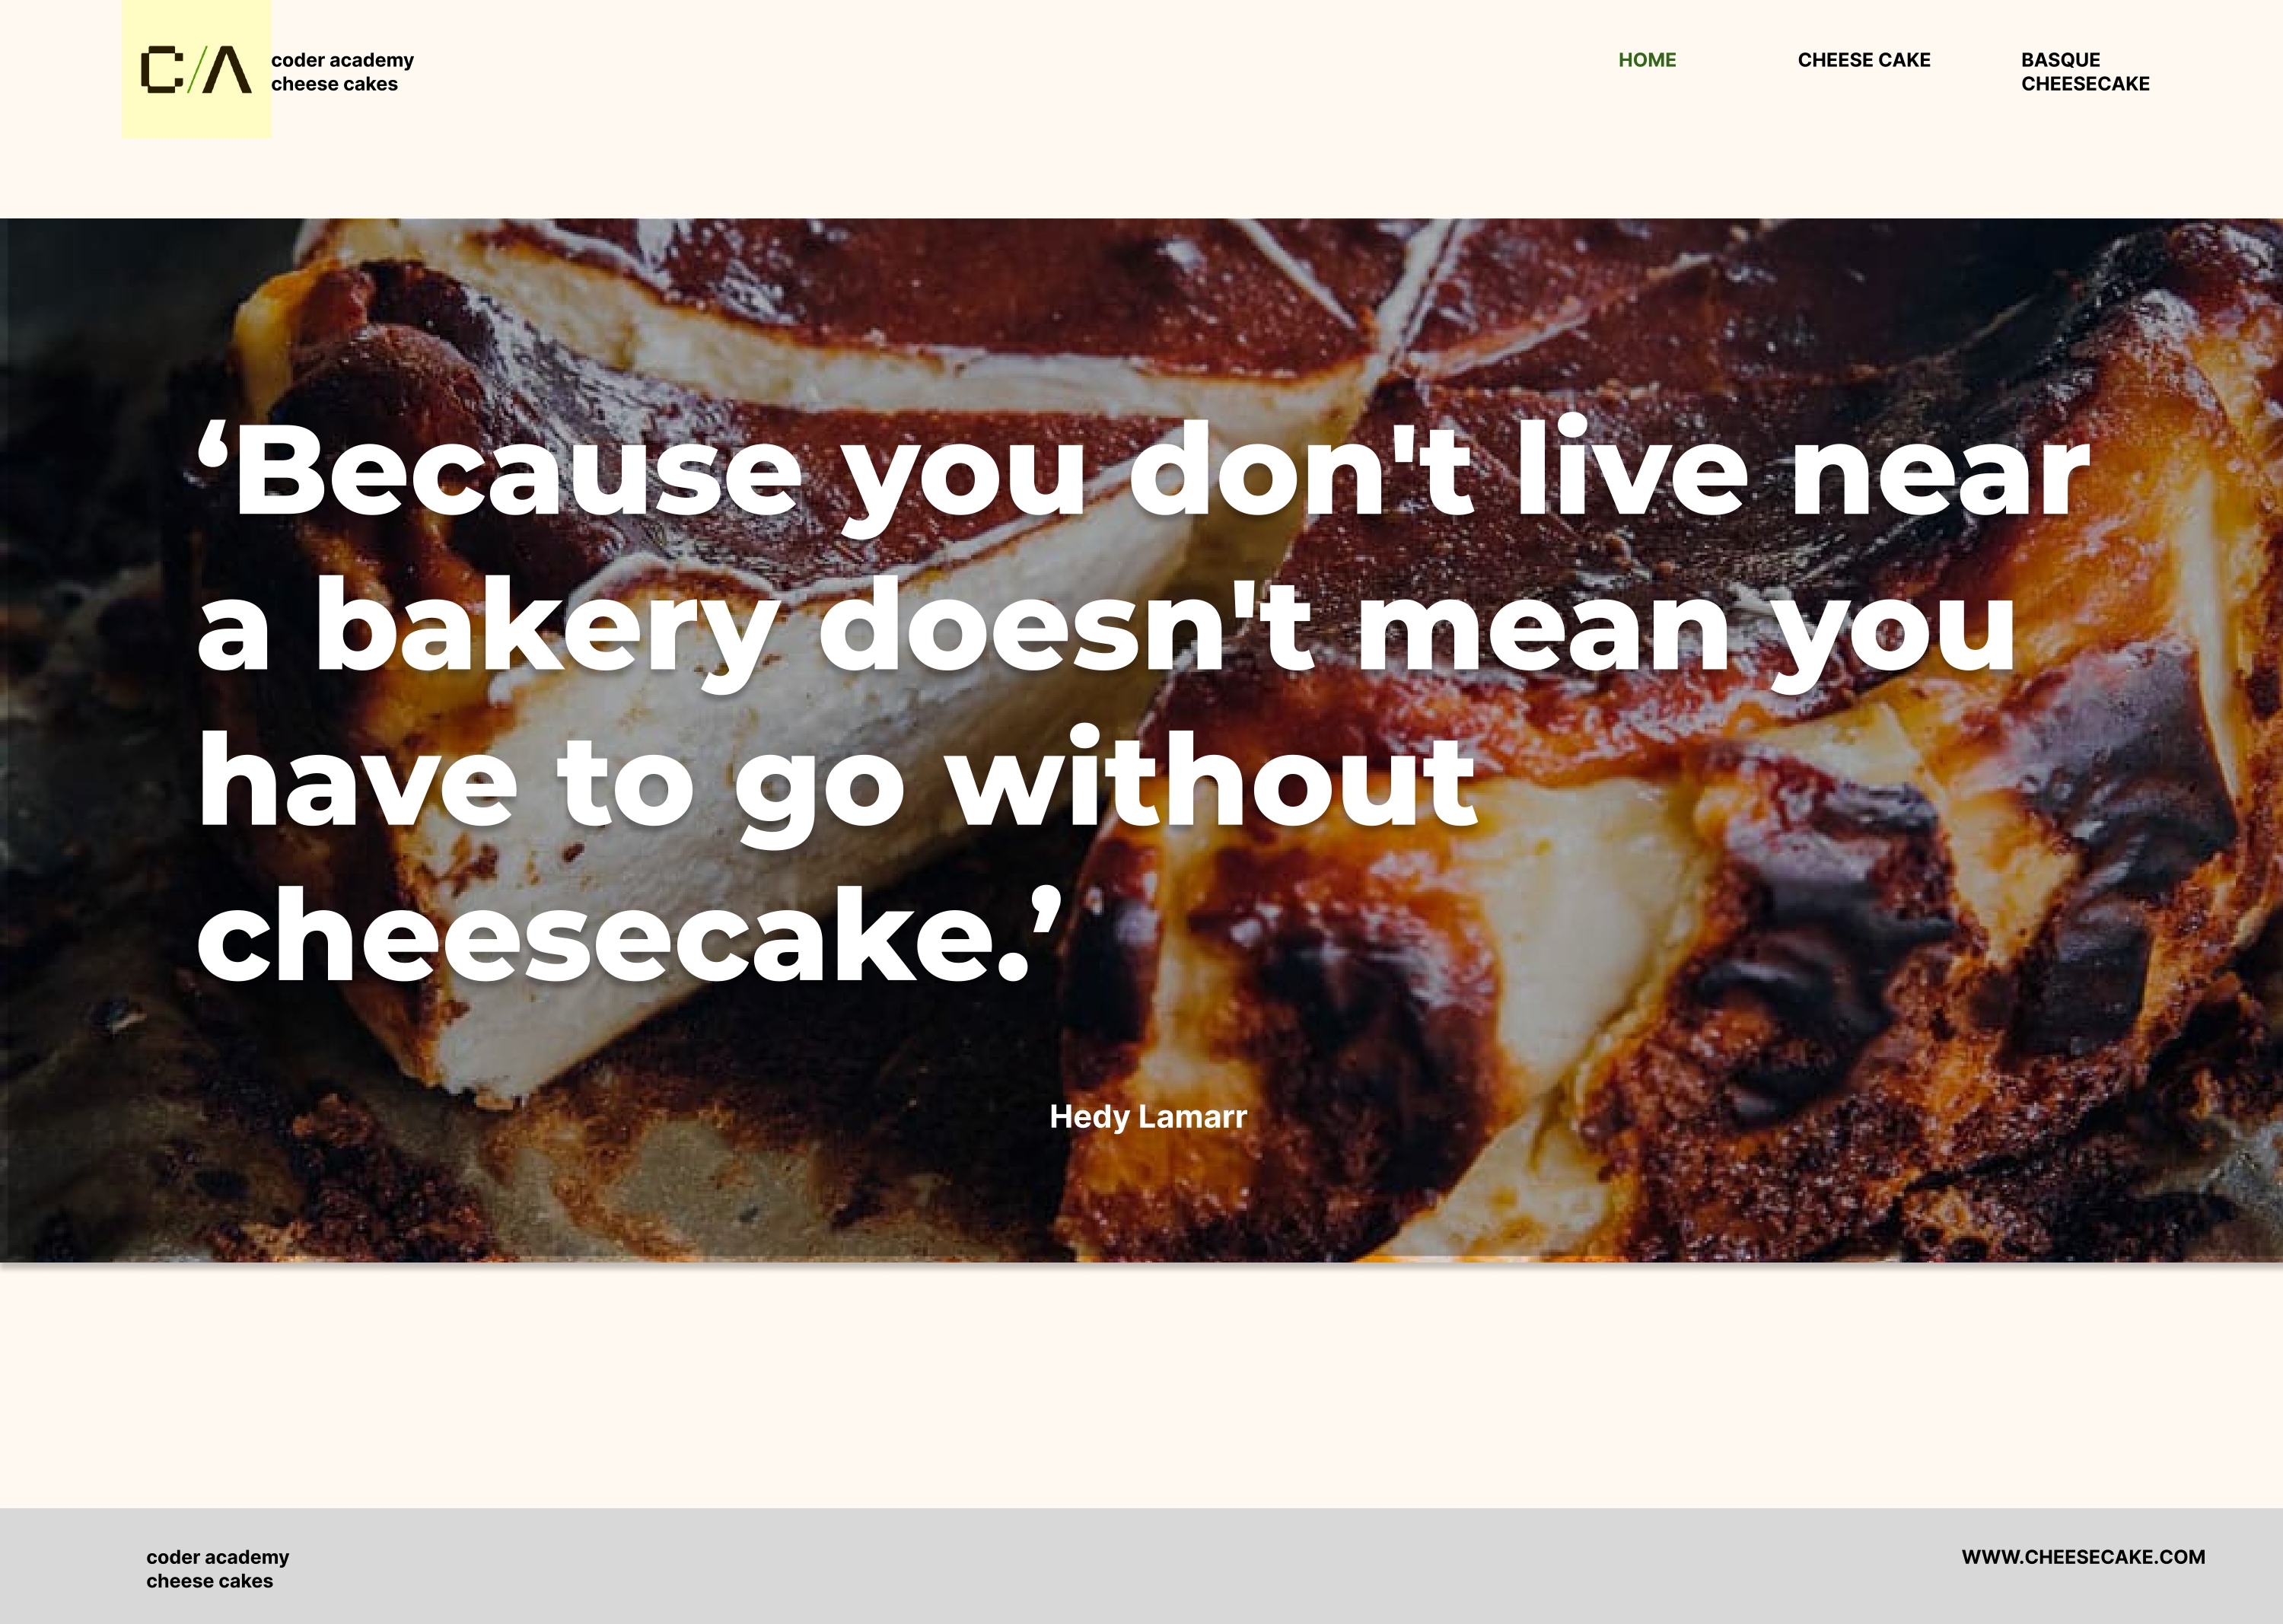 C/A
coder academy
cheese cakes
HOME
CHEESE CAKE
BASQUE
CHEESECAKE
‘Because you don't live near
a bakery doesn't mean you
have to go without
cheesecake.’
Hedy Lamarr
coder academy
cheese cakes
WWW.CHEESECAKE.COM